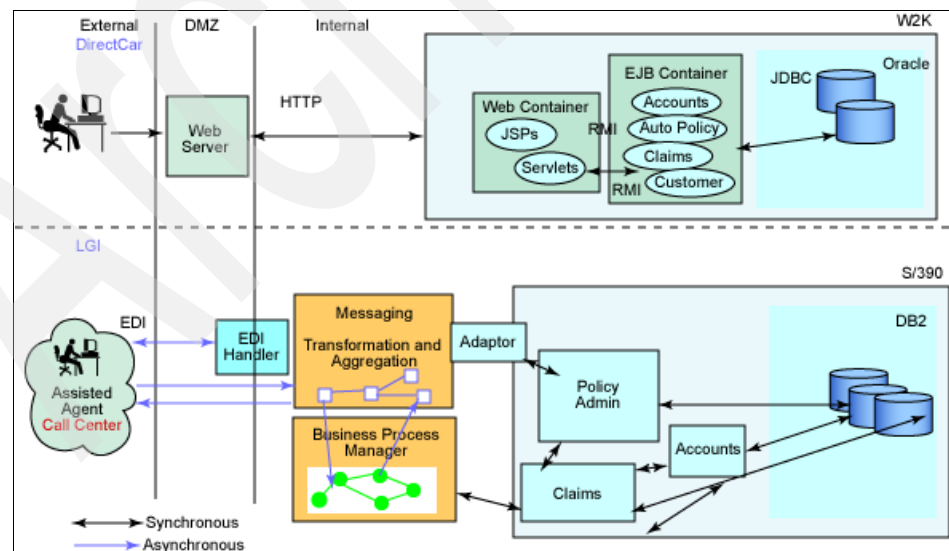 External
DMZ
Internal
W2K
DirectCar
Oracle
EJB Container
JDBC
HTTP
Web Container
Accounts
Web
Server
JSPs
RMI
Auto Policy
Claims
Servlets
RMI
Customer
LGI
S/390
Messaging
DB2
EDI
EDI
Handler
Transformation and
Aggregation
Adaptor
Policy
Admin
Assisted
Agent
Call Center
Business Process
Manager
Accounts
Claims
Synchronous
Asynchronous